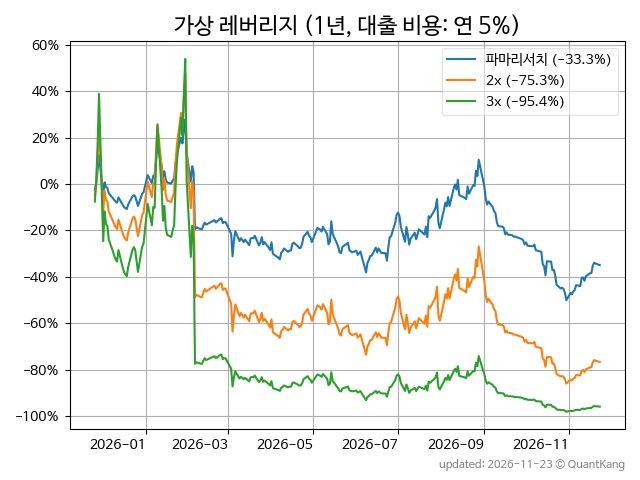 가상 레버리지 (1년, 대출 비용: 연 5%)
파마리서치 (-33.3%)
2x (-75.3%)
3x (-95.4%)
60%
40%
20%
0%
−20%
−40%
−60%
−80%
−100%
2026-01 2026-03 2026-05 2026-07 2026-09 2026-11
updated: 2026-11-23 © QuantKang